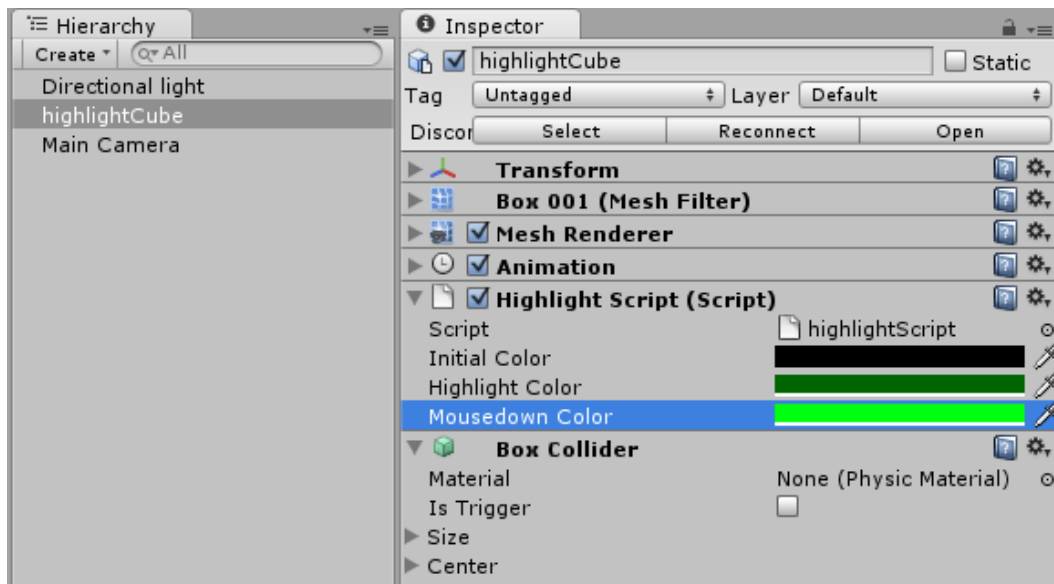 Hierarchy
Create All
Directional light
highlightCube
Main Camera
Inspector
highlightCube Static
Tag Untagged Layer Default
Discor Select Reconnect Open
Transform
Box 001 (Mesh Filter)
Mesh Renderer
Animation
Highlight Script (Script)
Script highlightScript
Initial Color
Highlight Color
Mousedown Color
Box Collider
Material None (Physic Material)
Is Trigger
Size
Center